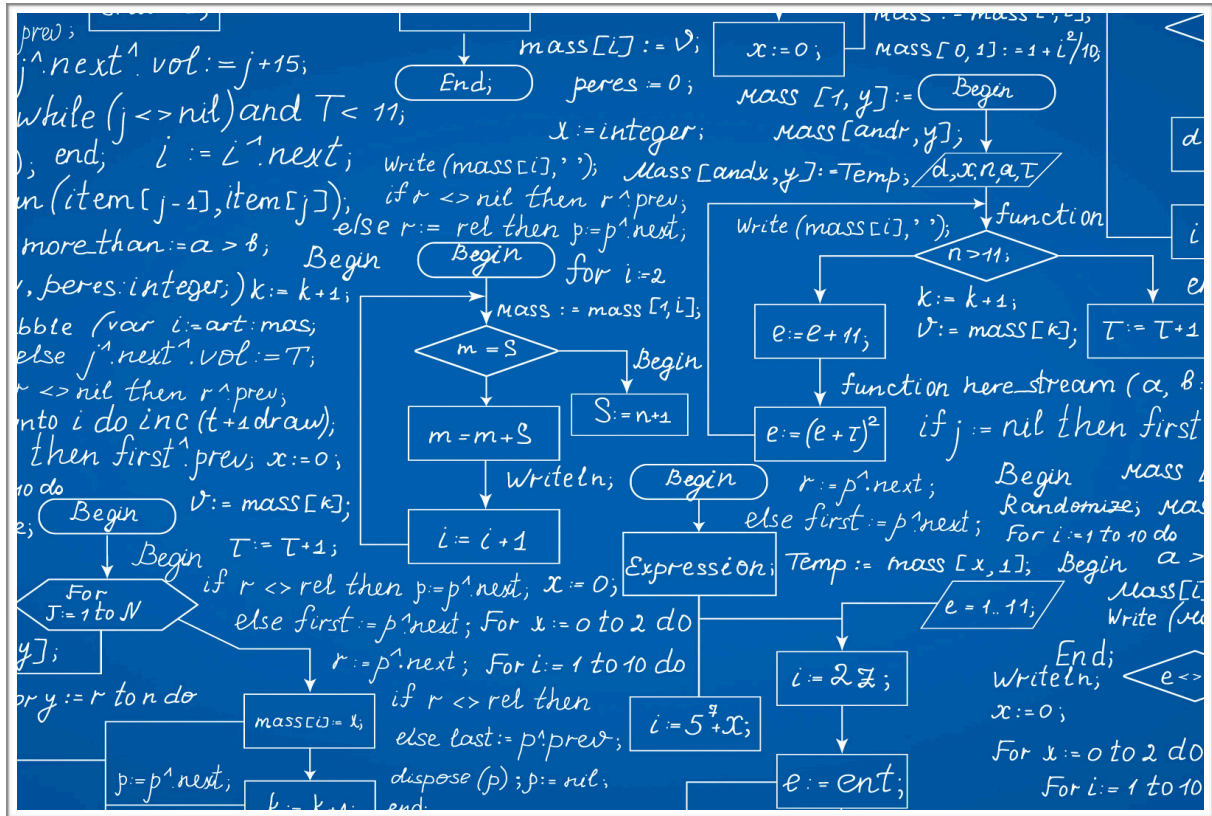 prev ;
j^.next^. vol := j+15;
while (j <> nil) and T < 11;
); end; i := i^.next;
(item [j-1], item [j]);
more_than := a > b;
Begin
, peres: integer;) k := k+1;
(var i:=art: mas;
else j^.next^.vol := T;
<> nil then r^prev;
i do inc (t+1draw);
then first^.prev; x:=0;
10 do
Begin
v:= mass[k];
Begin
T:= T+1;
For
J:=1 to N
y];
y := r to n do
mass[i]:= x;
p:=p^.next;
k:= k+1;
End;
mass[i] := v;
peres := 0;
x := integer;
Write (mass[i],' ');
if r <> nil then r^prev;
else r:= rel then p:=p^.next;
Begin
for i:=2
mass := mass [1,i];
m = S
Begin
S:= n+1
m = m+S
Writeln;
i := i+1
if r <> rel then p:=p^.next; x := 0;
else first := p^next; For x := 0 to 2 do
r := p^.next; For i := 1 to 10 do
if r <> rel then
else last := p^.prev;
dispose (p) ; p := nil;
end;
x := 0 ;
mass [0, 1] := 1 + i²/10;
mass [1, y] :=
Begin
mass [andr, y];
Mass [andx, y] := Temp;
d, x, n, a, T
function
Write (mass[i],' ');
n > 11;
k := k+1;
v := mass [k];
e := e + 11;
T := T+1
function here_stream (a, b :
e := (e + T)²
if j := nil then first
Begin
r := p^.next;
else first := p^next;
Begin
Randomize;
For i := 1 to 10 do
Expression;
Temp := mass [x, 1];
Begin
a >
Mass[i]
Write (
e = 1..11;
i := 2Z ;
i := 5⁷+X;
e := ent;
End;
Writeln;
e <>
x := 0 ;
For x := 0 to 2 do
For i := 1 to 10
d
i